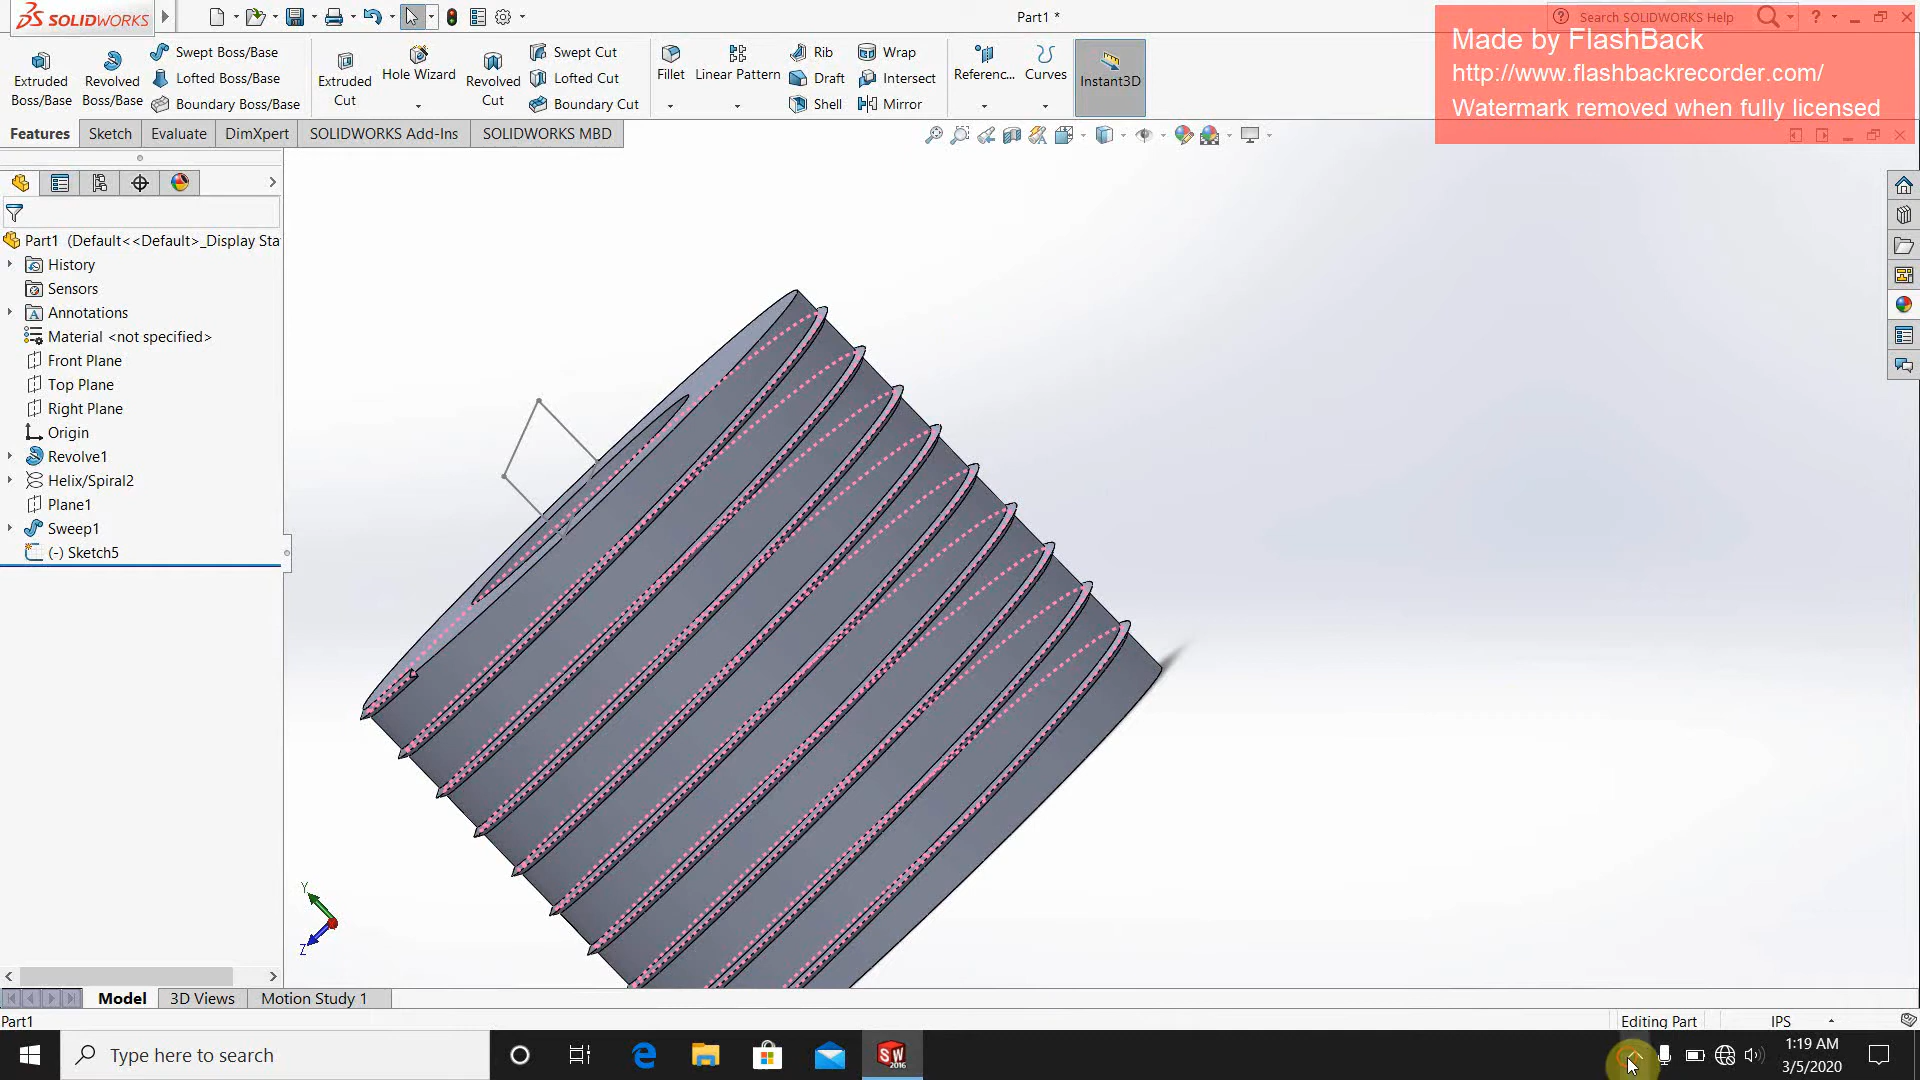 SOLIDWORKS
Part1 *
Search SOLIDWORKS Help
Made by FlashBack
http://www.flashbackrecorder.com/
Watermark removed when fully licensed
Extruded Boss/Base
Revolved Boss/Base
Swept Boss/Base
Lofted Boss/Base
Boundary Boss/Base
Extruded Cut
Hole Wizard
Revolved Cut
Swept Cut
Lofted Cut
Boundary Cut
Fillet
Linear Pattern
Rib
Draft
Shell
Wrap
Intersect
Mirror
Referenc...
Curves
Instant3D
Features
Sketch
Evaluate
DimXpert
SOLIDWORKS Add-Ins
SOLIDWORKS MBD
Part1 (Default<<Default>_Display Sta
History
Sensors
Annotations
Material <not specified>
Front Plane
Top Plane
Right Plane
Origin
Revolve1
Helix/Spiral2
Plane1
Sweep1
(-) Sketch5
Y
Z
Model
3D Views
Motion Study 1
Part1
Editing Part
IPS
Type here to search
SW
2016
1:19 AM
3/5/2020